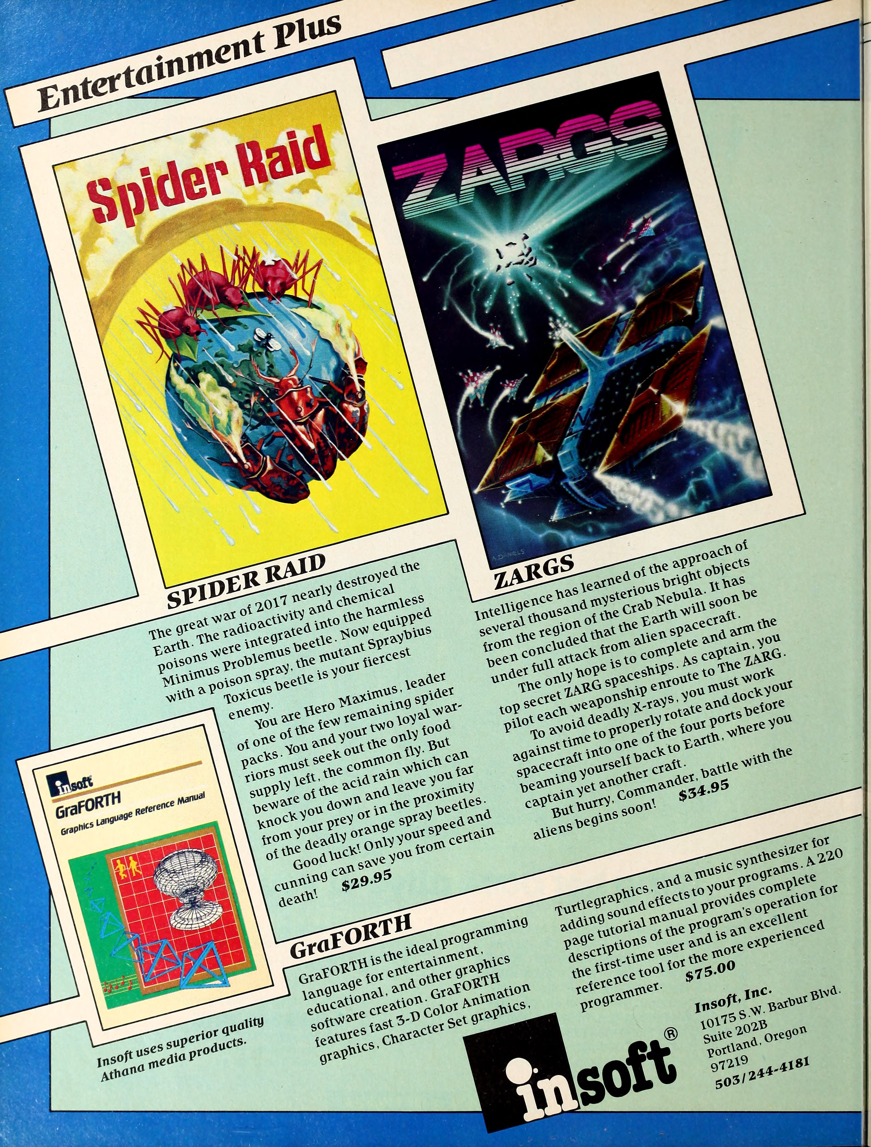 Entertainment Plus
Spider Raid
ZARGS
SPIDER RAID
The great war of 2017 nearly destroyed the
Earth. The radioactivity and chemical
poisons were integrated into the harmless
Minimus Problemus beetle. Now equipped
with a poison spray, the mutant Spraybius
Toxicus beetle is your fiercest
enemy.
You are Hero Maximus, leader
of one of the few remaining spider
packs. You and your two loyal war-
riors must seek out the only food
supply left, the common fly. But
beware of the acid rain which can
knock you down and leave you far
from your prey or in the proximity
of the deadly orange spray beetles.
Good luck! Only your speed and
cunning can save you from certain
death! $29.95
ZARGS
Intelligence has learned of the approach of
several thousand mysterious bright objects
from the region of the Crab Nebula. It has
been concluded that the Earth will soon be
under full attack from alien spacecraft.
The only hope is to complete and arm the
top secret ZARG spaceships. As captain, you
pilot each weaponship enroute to The ZARG.
To avoid deadly X-rays, you must work
against time to properly rotate and dock your
spacecraft into one of the four ports before
beaming yourself back to Earth, where you
captain yet another craft.
But hurry, Commander, battle with the
aliens begins soon! $34.95
insoft
GraFORTH
Graphics Language Reference Manual
Insoft uses superior quality
Athana media products.
GraFORTH
GraFORTH is the ideal programming
language for entertainment,
educational, and other graphics
software creation. GraFORTH
features fast 3-D Color Animation
graphics, Character Set graphics,
Turtlegraphics, and a music synthesizer for
adding sound effects to your programs. A 220
page tutorial manual provides complete
descriptions of the program's operation for
the first-time user and is an excellent
reference tool for the more experienced
programmer. $75.00
insoft®
Insoft, Inc.
10175 S.W. Barbur Blvd.
Suite 202B
Portland, Oregon
97219
503/244-4181